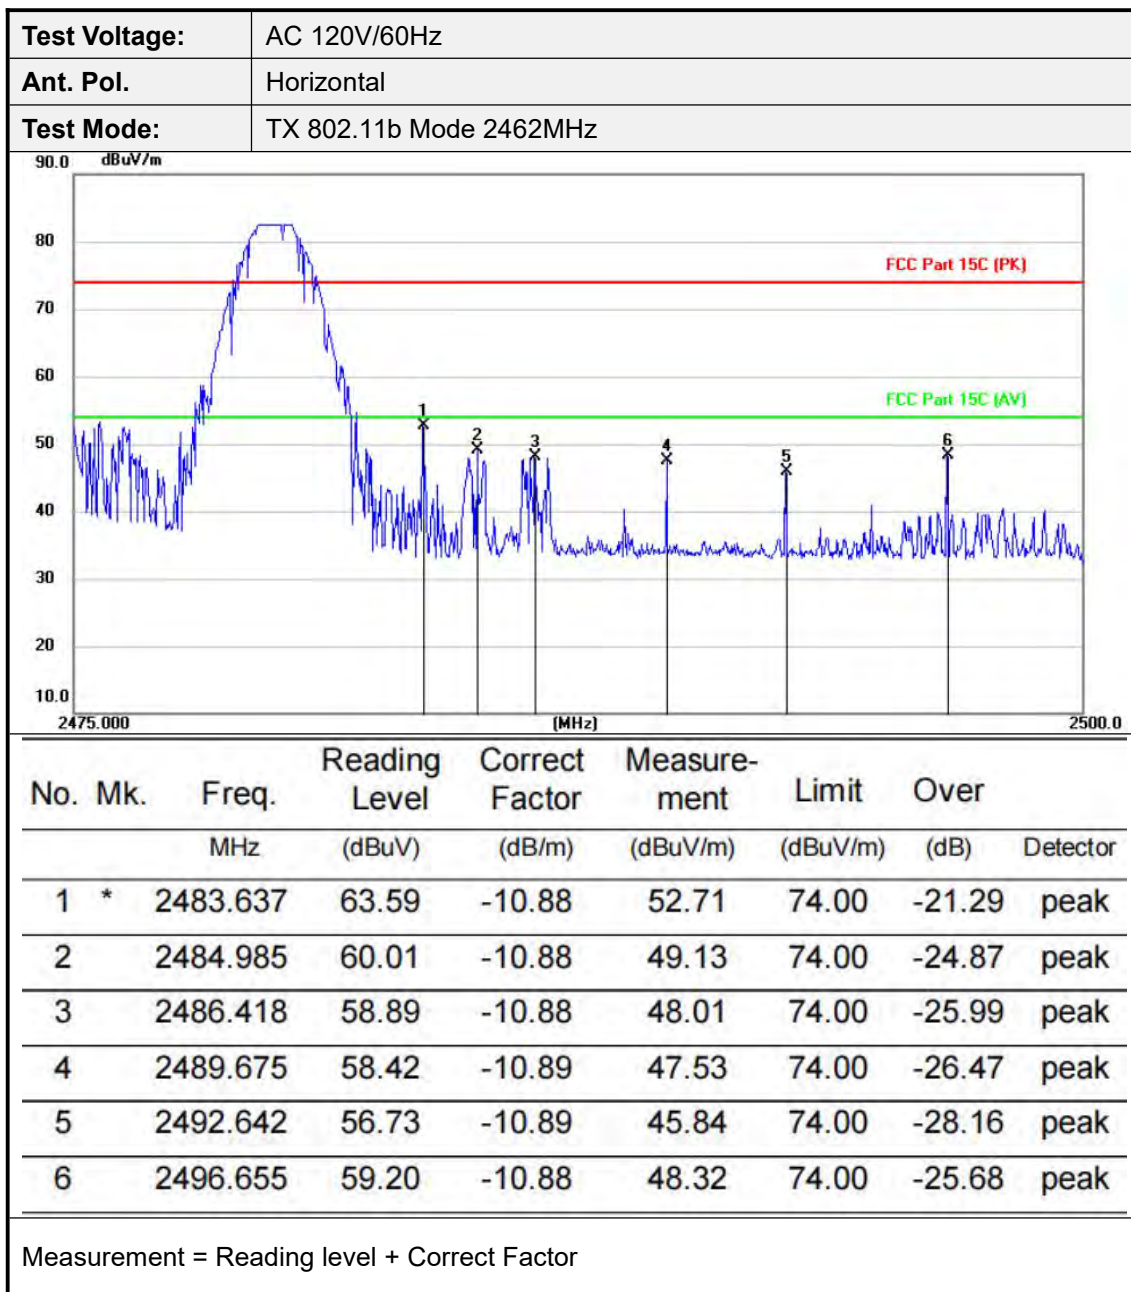 Test Voltage: AC 120V/60Hz
Ant. Pol. Horizontal
Test Mode: TX 802.11b Mode 2462MHz
90.0 dBuV/m
80
FCC Part 15C (PK)
70
60
FCC Part 15C (AV)
1
50
2 3 4 5 6
40
30
20
10.0
2475.000 (MHz) 2500.0
No. Mk. Freq. Reading Level Correct Factor Measure-ment Limit Over
MHz (dBuV) (dB/m) (dBuV/m) (dBuV/m) (dB) Detector
1 * 2483.637 63.59 -10.88 52.71 74.00 -21.29 peak
2 2484.985 60.01 -10.88 49.13 74.00 -24.87 peak
3 2486.418 58.89 -10.88 48.01 74.00 -25.99 peak
4 2489.675 58.42 -10.89 47.53 74.00 -26.47 peak
5 2492.642 56.73 -10.89 45.84 74.00 -28.16 peak
6 2496.655 59.20 -10.88 48.32 74.00 -25.68 peak
Measurement = Reading level + Correct Factor